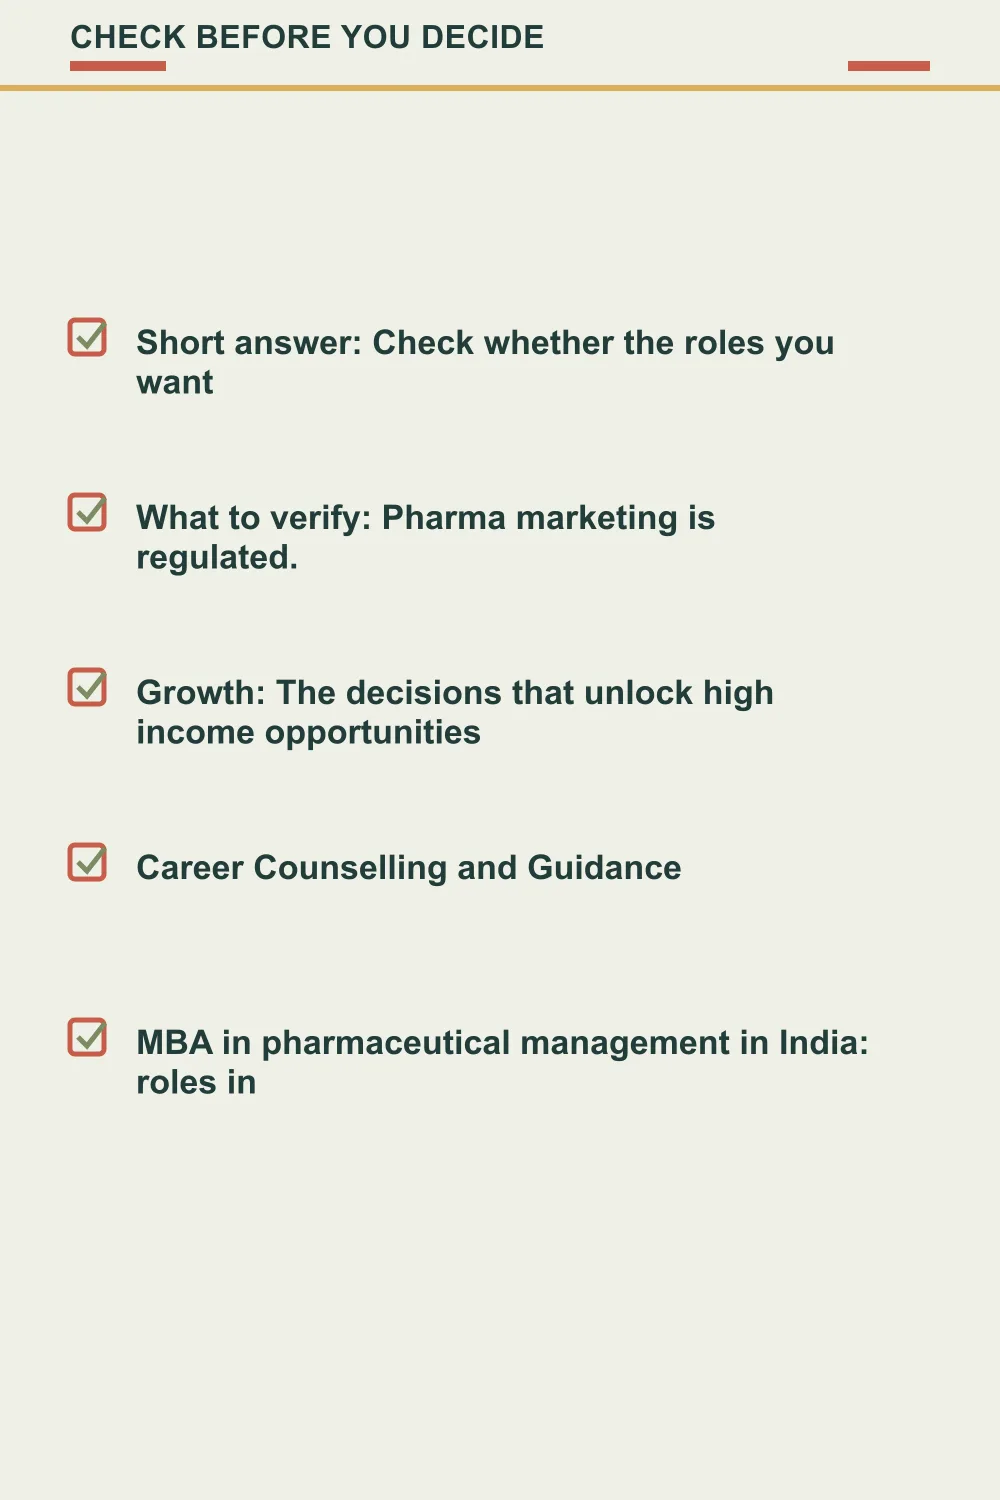 CHECK BEFORE YOU DECIDE
Short answer: Check whether the roles you
want
What to verify: Pharma marketing is
regulated.
Growth: The decisions that unlock high
income opportunities
Career Counselling and Guidance
MBA in pharmaceutical management in India:
roles in